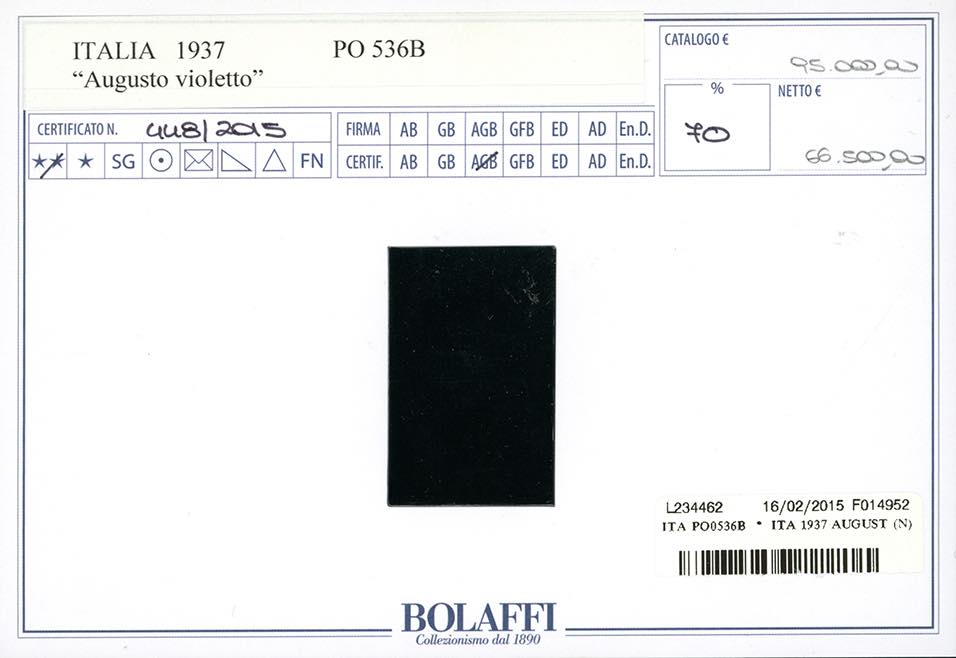 ITALIA 1937 PO 536B
“Augusto violetto”
CATALOGO €
95.000,00
%
70
NETTO €
66.500,00
CERTIFICATO N. 448/2015
★★ ★ SG FN
FIRMA AB GB AGB GFB ED AD En.D.
CERTIF. AB GB AGB GFB ED AD En.D.
L234462 16/02/2015 F014952
ITA PO0536B * ITA 1937 AUGUST (N)
BOLAFFI
Collezionismo dal 1890